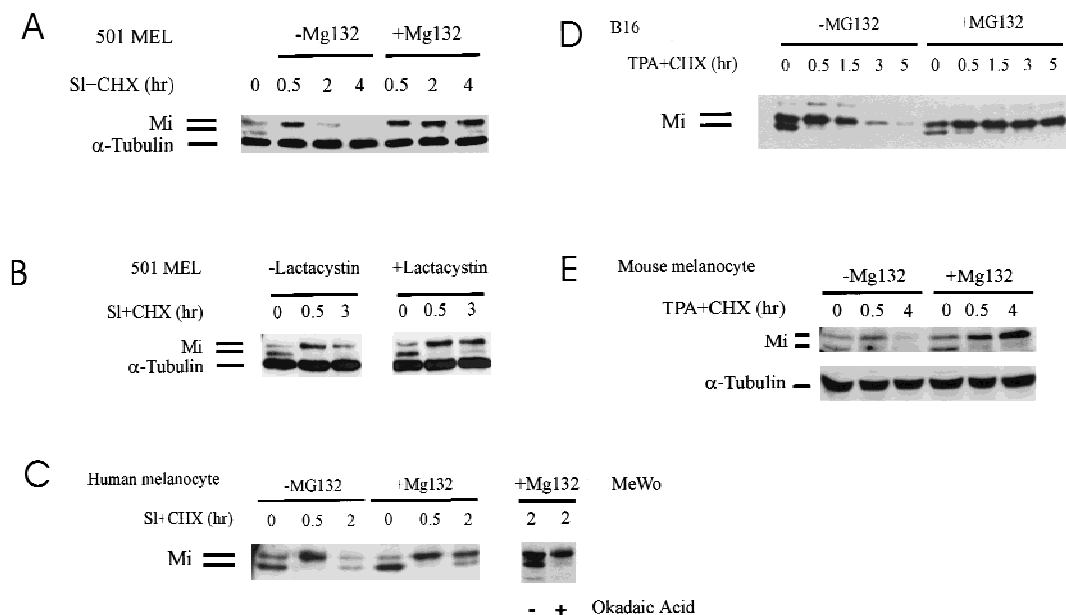 A
501 MEL
-Mg132 +Mg132
Sl-CHX (hr) 0 0.5 2 4 0.5 2 4
Mi
α-Tubulin
B
501 MEL
-Lactacystin +Lactacystin
Sl+CHX (hr) 0 0.5 3 0 0.5 3
Mi
α-Tubulin
C
Human melanocyte
-MG132 +Mg132
Sl+CHX (hr) 0 0.5 2 0 0.5 2
Mi
+Mg132 MeWo
2 2
- + Okadaic Acid
D
B16
-MG132 +MG132
TPA+CHX (hr) 0 0.5 1.5 3 5 0 0.5 1.5 3 5
Mi
E
Mouse melanocyte
-Mg132 +Mg132
TPA+CHX (hr) 0 0.5 4 0 0.5 4
Mi
α-Tubulin